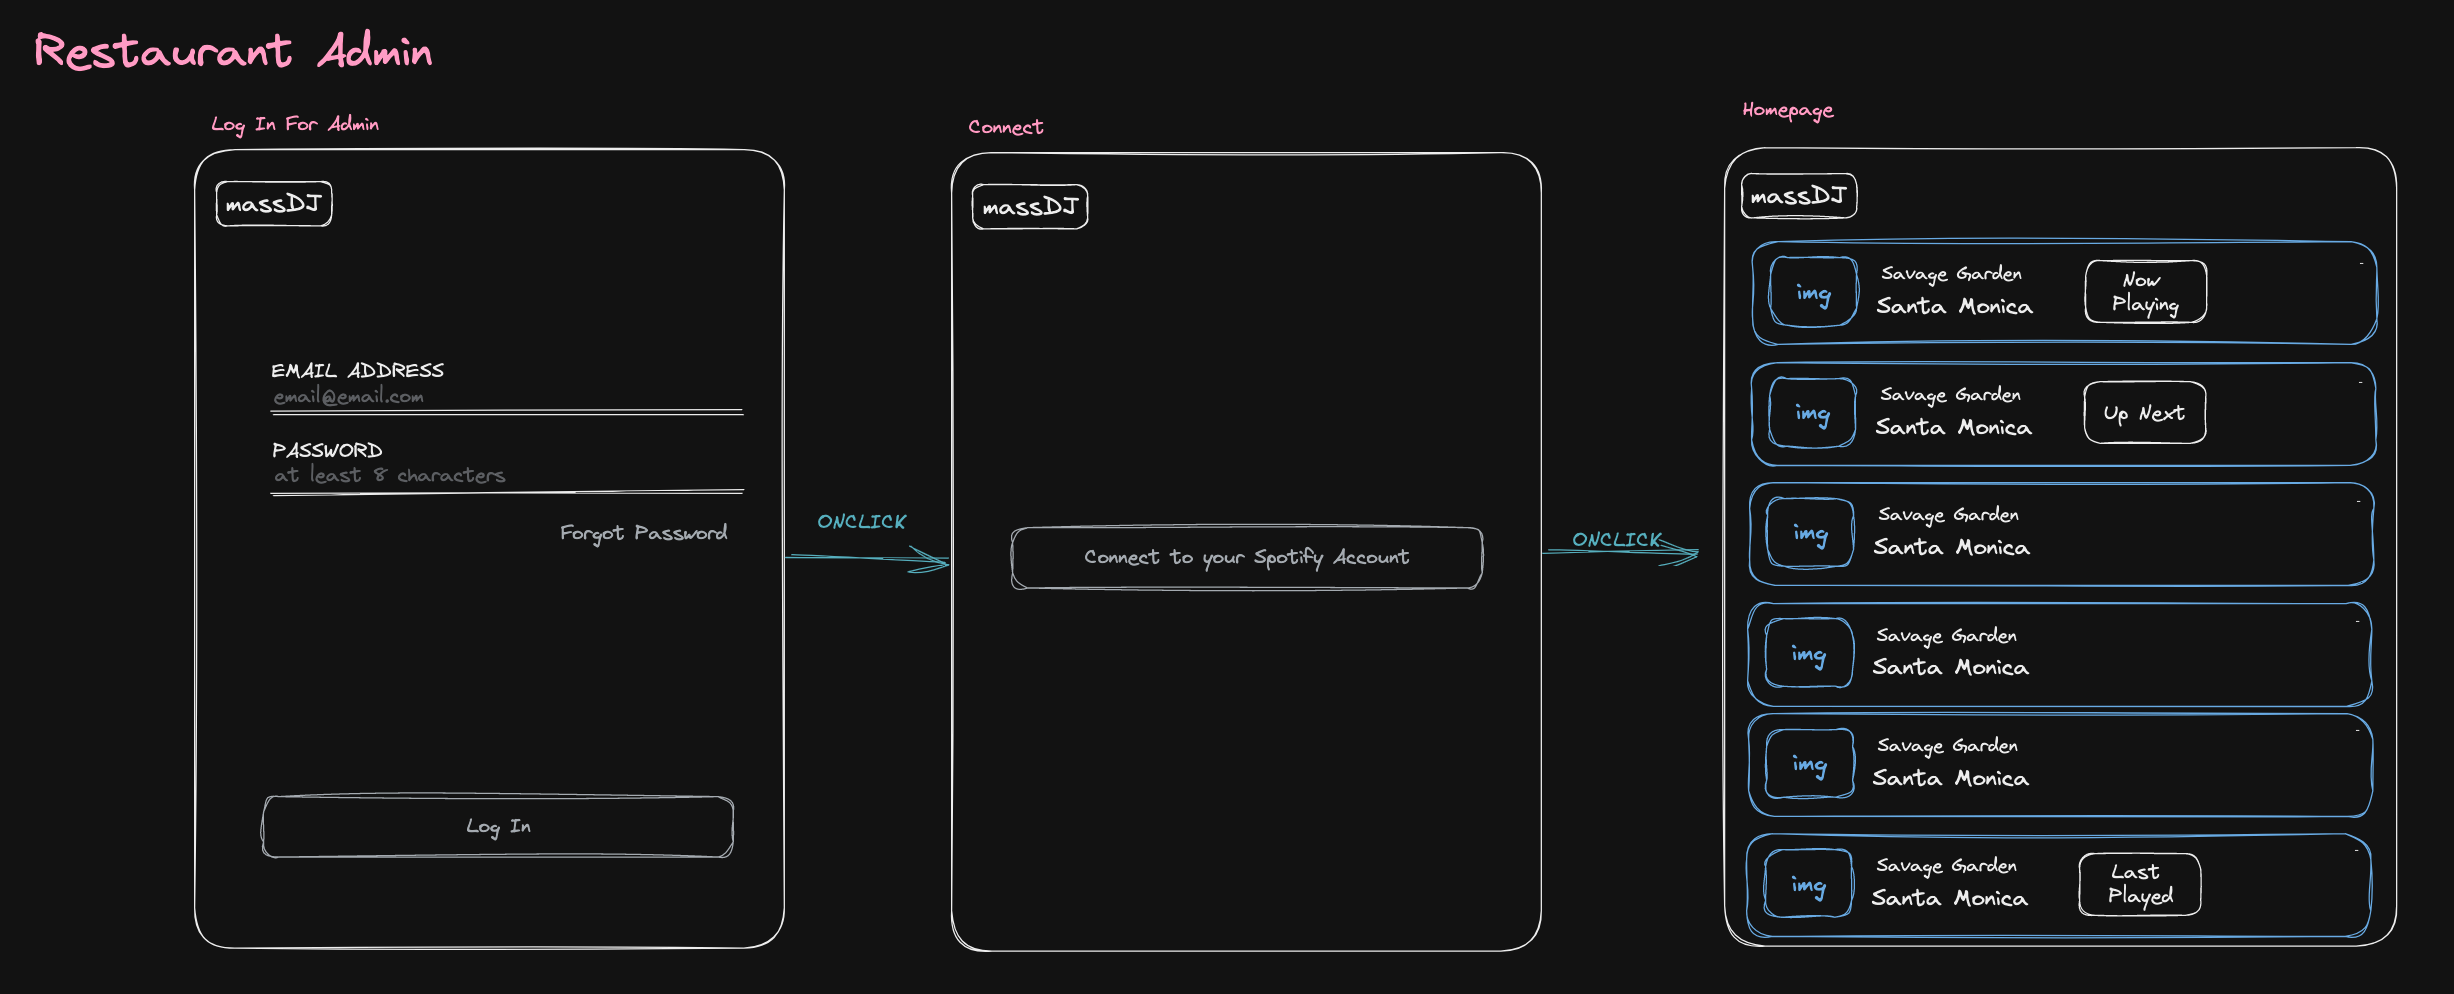 Restaurant Admin
Log In For Admin
massDJ
EMAIL ADDRESS
email@email.com
PASSWORD
at least 8 characters
Forgot Password
Log In
ONCLICK
Connect
massDJ
Connect to your Spotify Account
ONCLICK
Homepage
massDJ
img
Savage Garden
Santa Monica
Now
Playing
img
Savage Garden
Santa Monica
Up Next
img
Savage Garden
Santa Monica
img
Savage Garden
Santa Monica
img
Savage Garden
Santa Monica
img
Savage Garden
Santa Monica
Last
Played